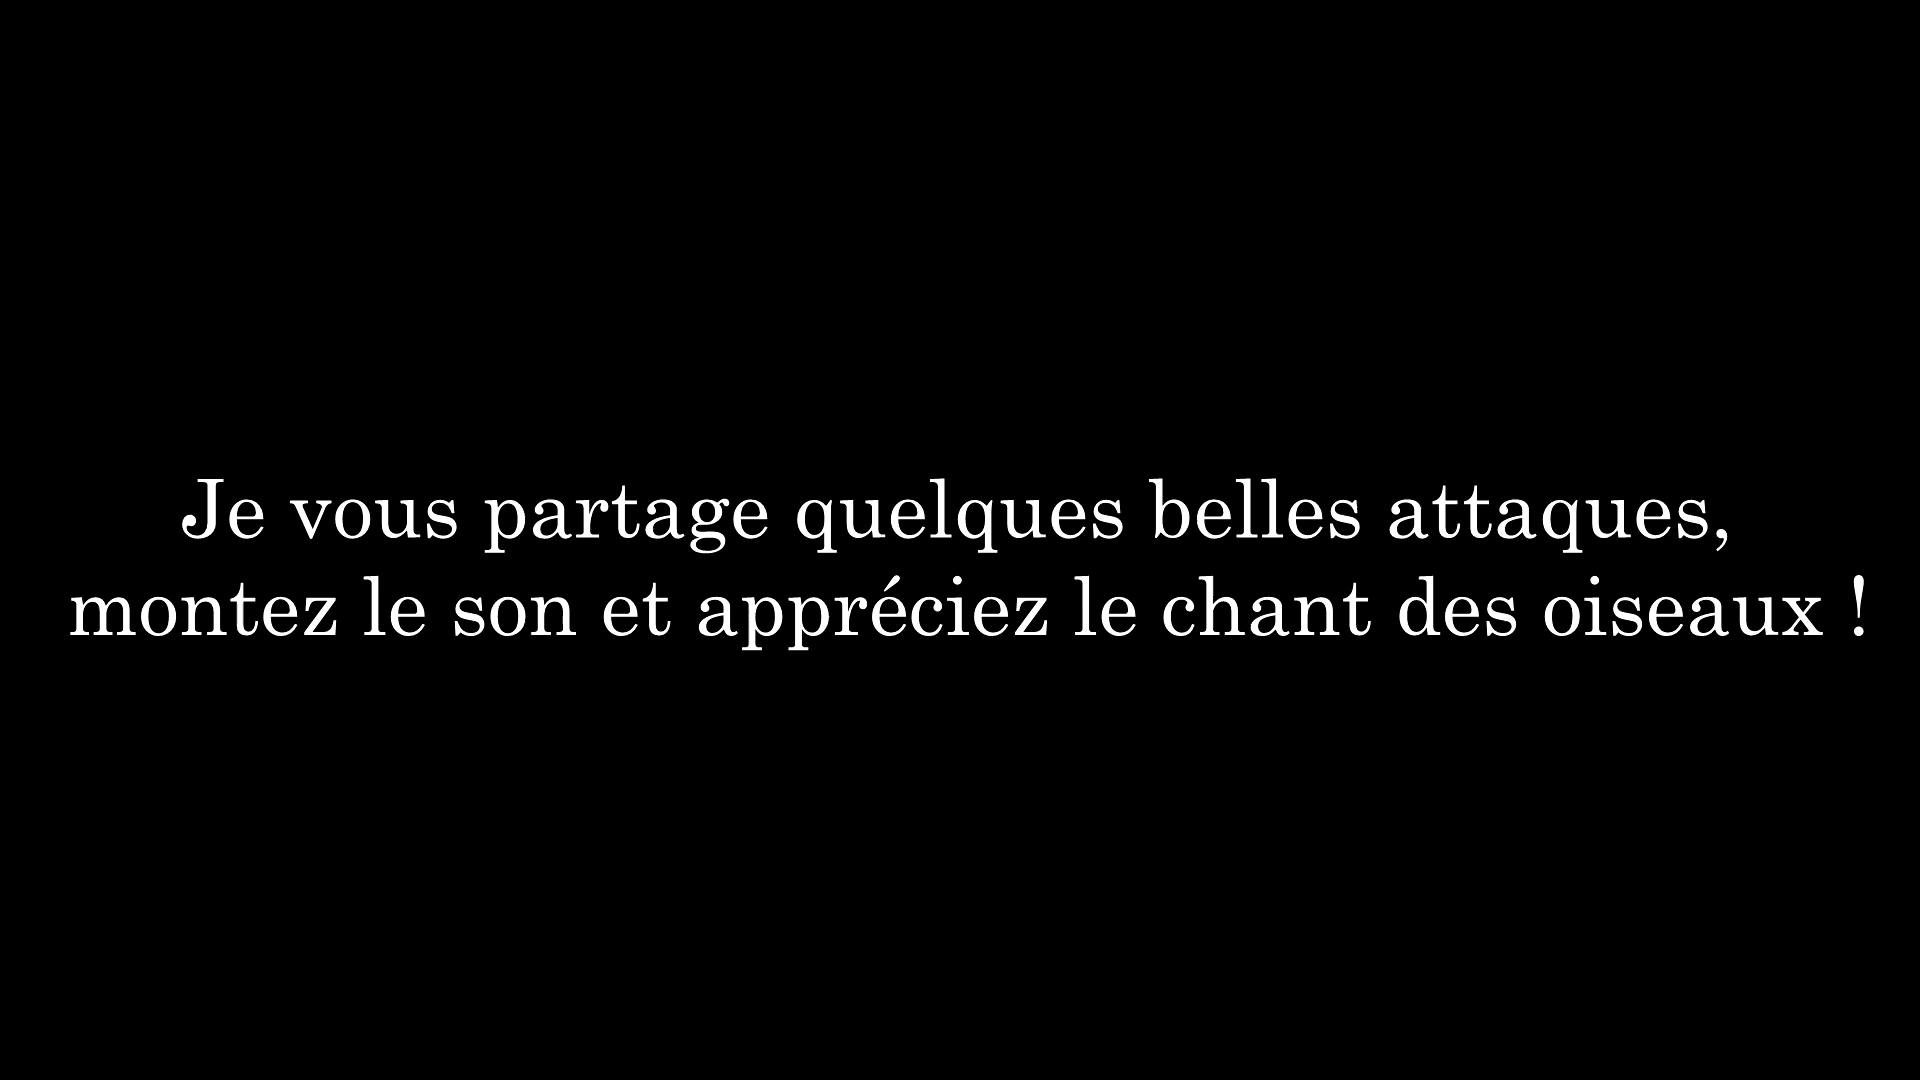 Je vous partage quelques belles attaques,
montez le son et appréciez le chant des oiseaux !